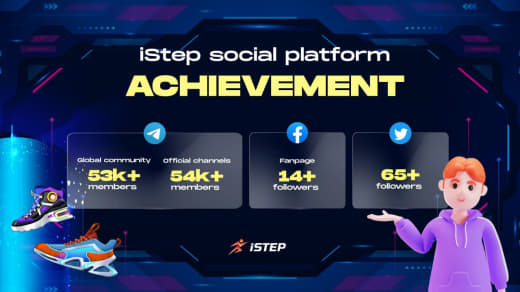 iStep social platform
ACHIEVEMENT
Global community
53k+
members
Official channels
54k+
members
Fanpage
14+
followers
65+
followers
iSTEP